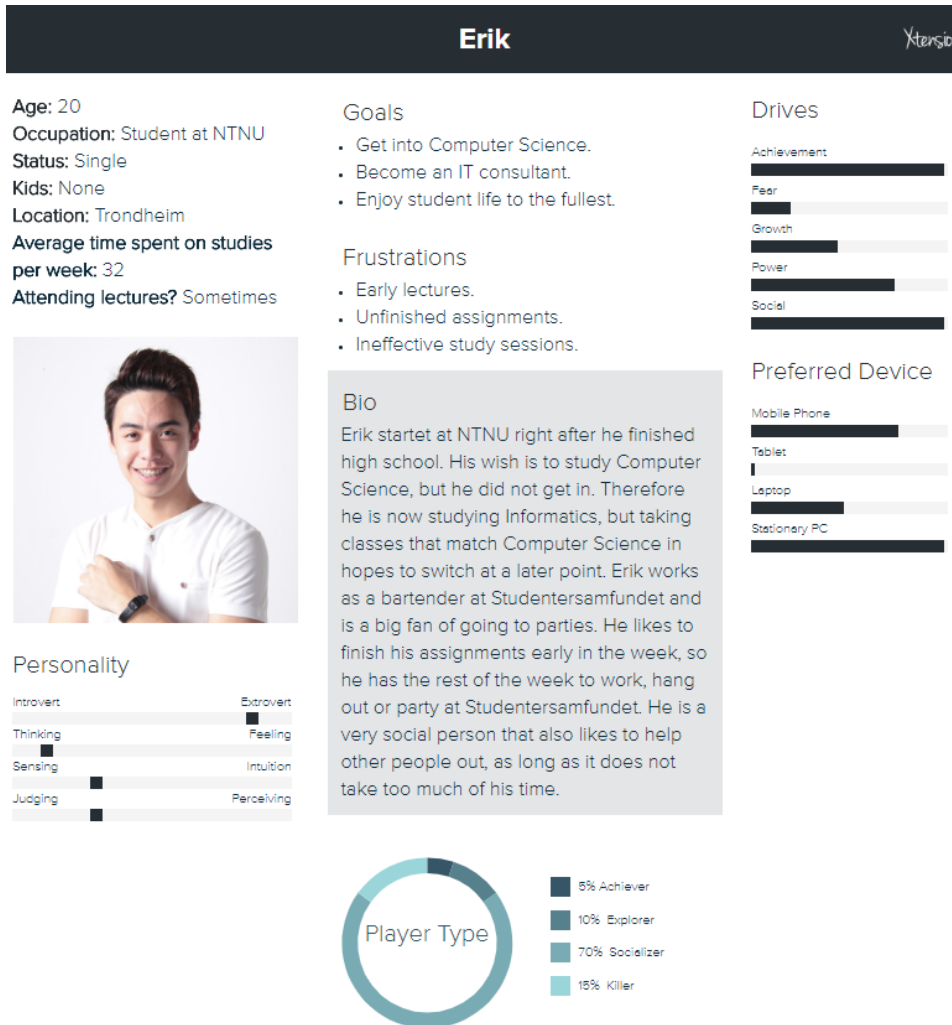 Erik
Xtensio
Age: 20
Occupation: Student at NTNU
Status: Single
Kids: None
Location: Trondheim
Average time spent on studies
per week: 32
Attending lectures? Sometimes
Personality
Introvert Extrovert
Thinking Feeling
Sensing Intuition
Judging Perceiving
Goals
Get into Computer Science.
Become an IT consultant.
Enjoy student life to the fullest.
Frustrations
Early lectures.
Unfinished assignments.
Ineffective study sessions.
Bio
Erik startet at NTNU right after he finished
high school. His wish is to study Computer
Science, but he did not get in. Therefore
he is now studying Informatics, but taking
classes that match Computer Science in
hopes to switch at a later point. Erik works
as a bartender at Studentersamfundet and
is a big fan of going to parties. He likes to
finish his assignments early in the week, so
he has the rest of the week to work, hang
out or party at Studentersamfundet. He is a
very social person that also likes to help
other people out, as long as it does not
take too much of his time.
Player Type
5% Achiever
10% Explorer
70% Socializer
15% Killer
Drives
Achievement
Fear
Growth
Power
Social
Preferred Device
Mobile Phone
Tablet
Laptop
Stationary PC